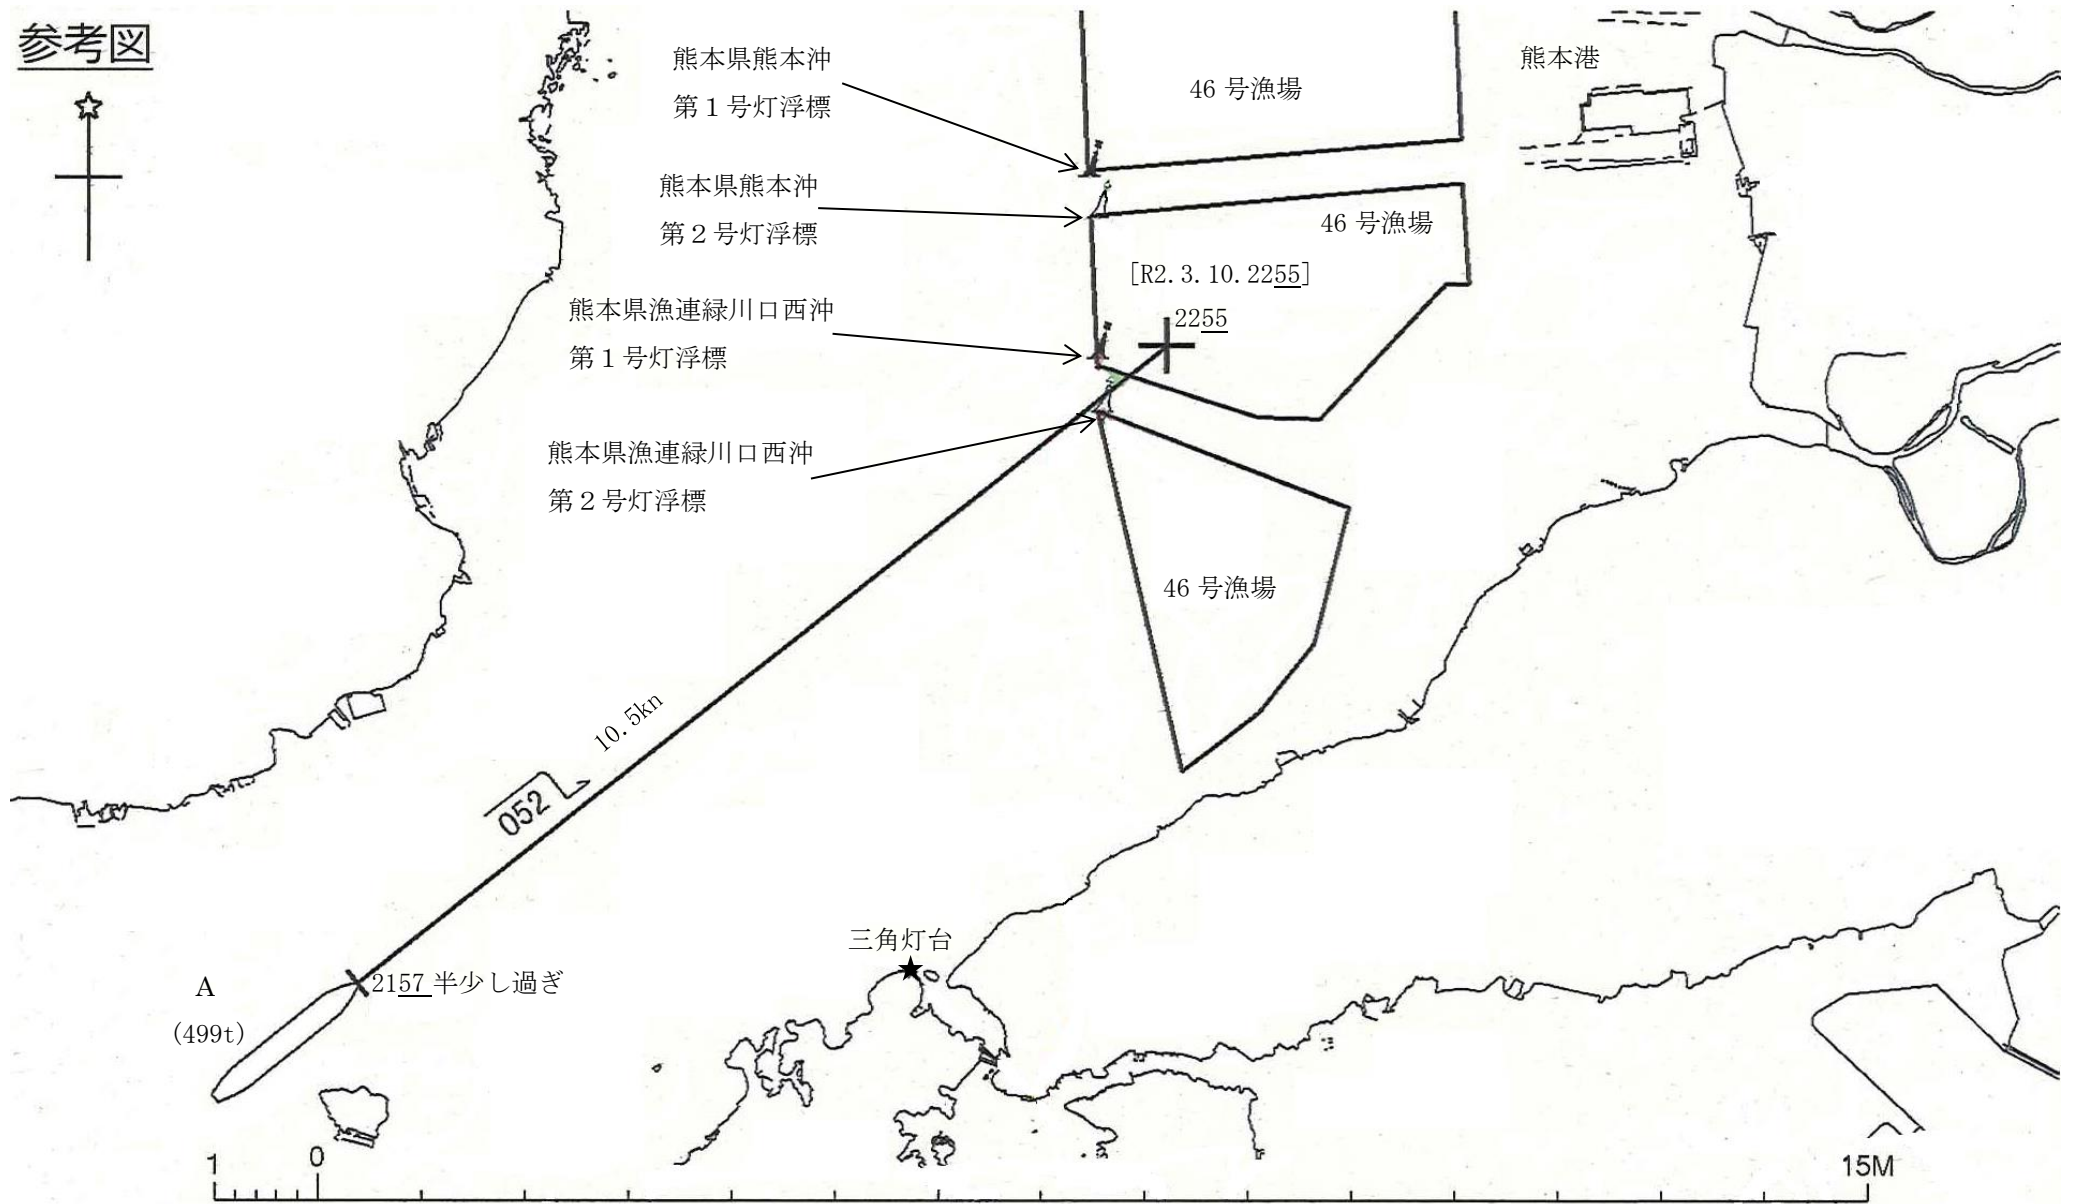 参考図
熊本県熊本沖
第１号灯浮標
46 号漁場
熊本港
熊本県熊本沖
第２号灯浮標
46 号漁場
[R2.3.10.2255]
2255
熊本県漁連緑川口西沖
第１号灯浮標
熊本県漁連緑川口西沖
第２号灯浮標
46 号漁場
10.5kn
052
三角灯台
2157 半少し過ぎ
A
(499t)
1
0
15M